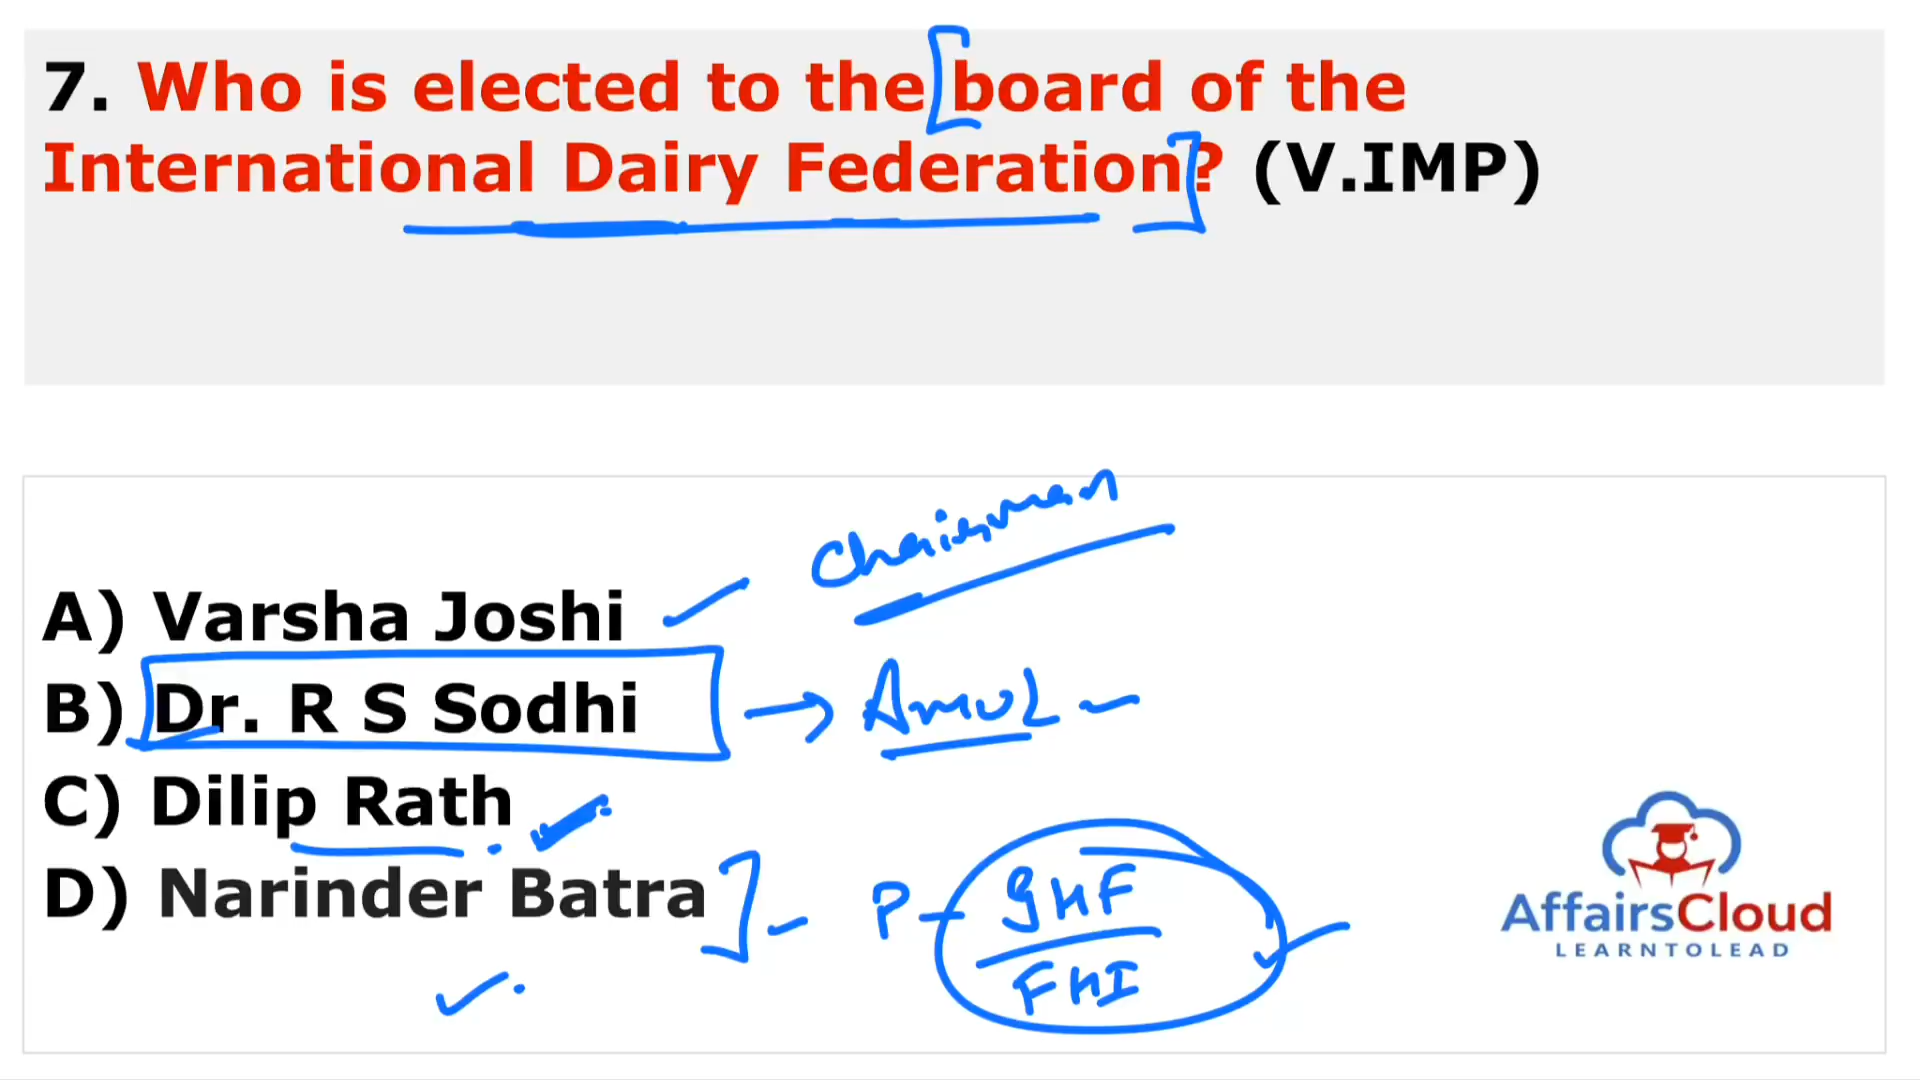 7. Who is elected to the board of the
International Dairy Federation? (V.IMP)
Chairman
A) Varsha Joshi
B) Dr. R S Sodhi → Amul
C) Dilip Rath
D) Narinder Batra
P -
FHI
AffairsCloud
LEARNTOLEAD